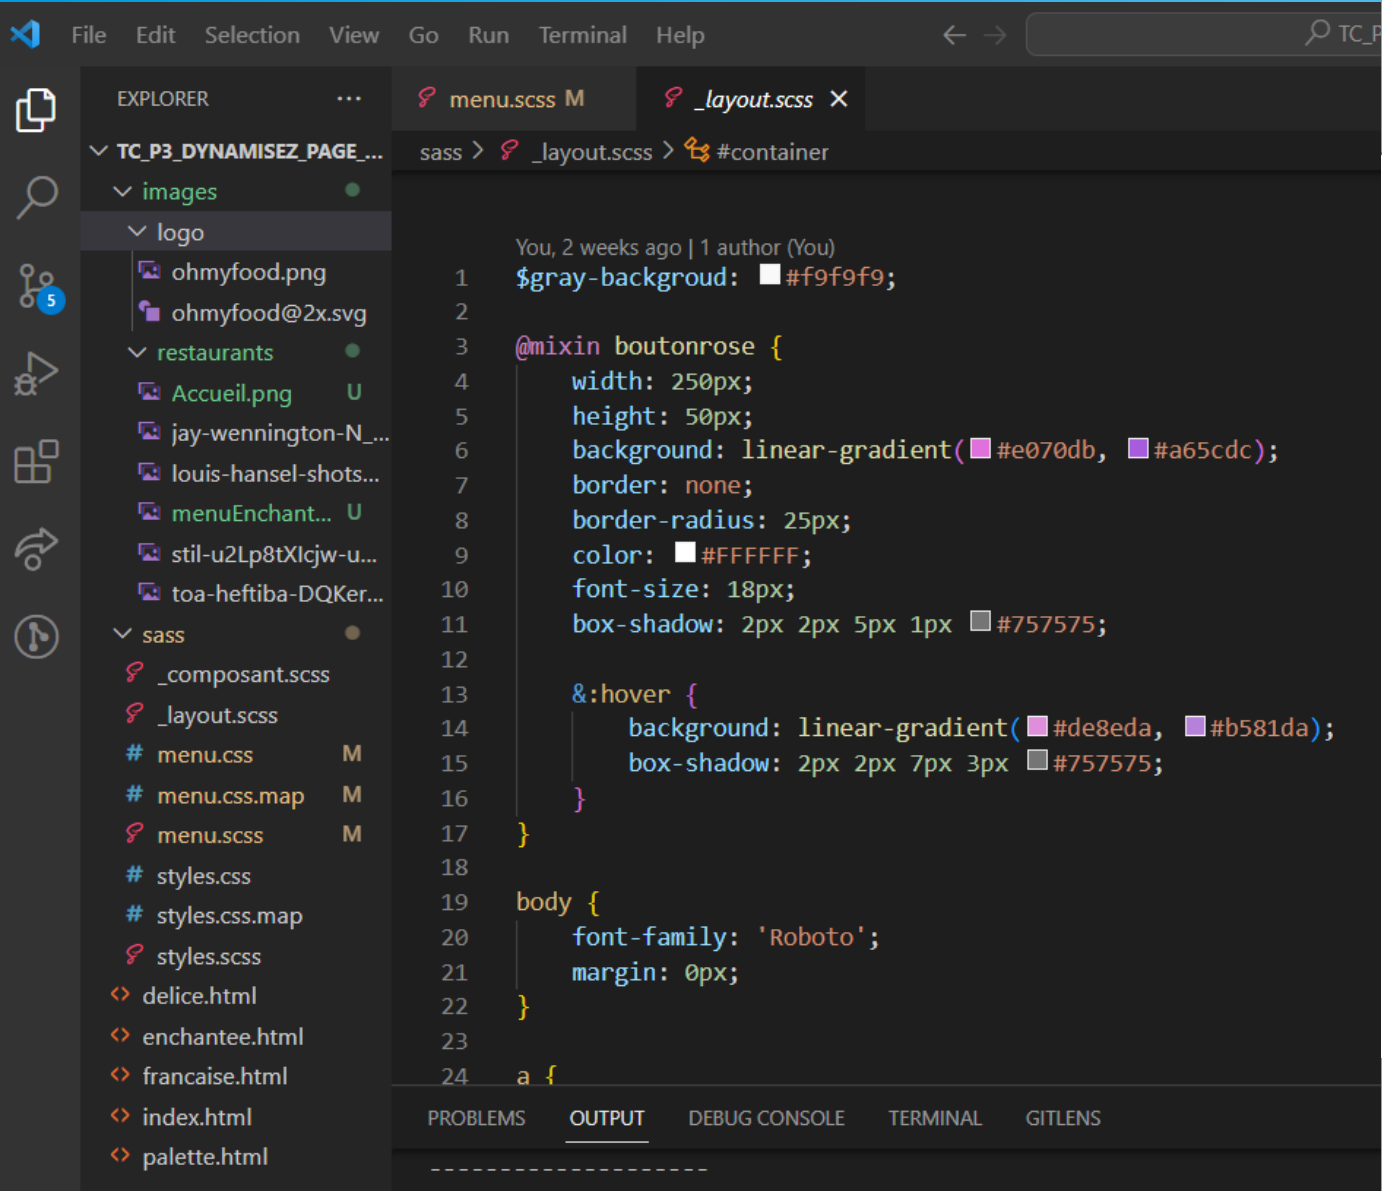 File Edit Selection View Go Run Terminal Help
TC_P
EXPLORER
TC_P3_DYNAMISEZ_PAGE_...
images
logo
ohmyfood.png
ohmyfood@2x.svg
restaurants
Accueil.png U
jay-wennington-N_...
louis-hansel-shots...
menuEnchant... U
stil-u2Lp8tXIcjw-u...
toa-heftiba-DQKer...
sass
_composant.scss
_layout.scss
menu.css M
menu.css.map M
menu.scss M
styles.css
styles.css.map
styles.scss
delice.html
enchantee.html
francaise.html
index.html
palette.html
5
menu.scss M
_layout.scss
sass > _layout.scss > #container
You, 2 weeks ago | 1 author (You)
1 $gray-backgroud: #f9f9f9;
2
3 @mixin boutonrose {
4 width: 250px;
5 height: 50px;
6 background: linear-gradient(#e070db, #a65cdc);
7 border: none;
8 border-radius: 25px;
9 color: #FFFFFF;
10 font-size: 18px;
11 box-shadow: 2px 2px 5px 1px #757575;
12
13 &:hover {
14 background: linear-gradient(#de8eda, #b581da);
15 box-shadow: 2px 2px 7px 3px #757575;
16 }
17 }
18
19 body {
20 font-family: 'Roboto';
21 margin: 0px;
22 }
23
24 a {
PROBLEMS OUTPUT DEBUG CONSOLE TERMINAL GITLENS
--------------------